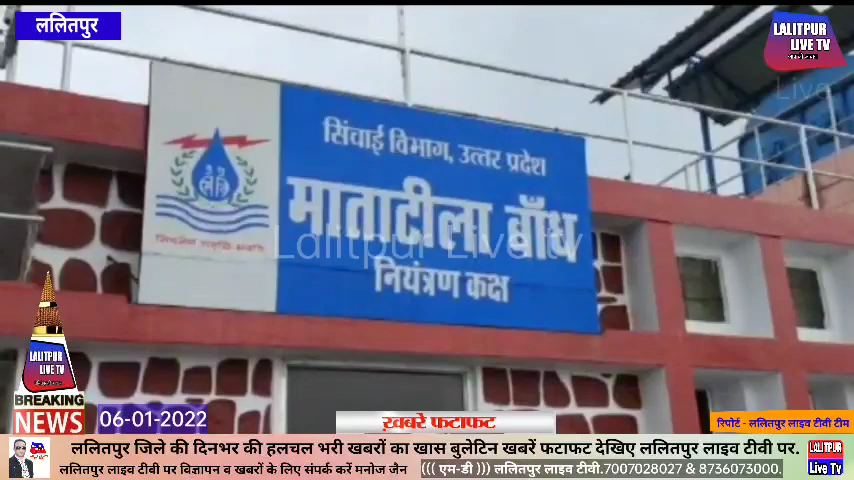 ललितपुर
LALITPUR
LIVE TV
Live
सिंचाई विभाग, उत्तर प्रदेश
माताटीला बाँध
नियंत्रण कक्ष
Lalitpur Live tv
LALITPUR
LIVE TV
BREAKING
NEWS
06-01-2022
खबरे फटाफट
रिपोर्ट - ललितपुर लाइव टीवी टीम
ललितपुर जिले की दिनभर की हलचल भरी खबरों का खास बुलेटिन खबरें फटाफट देखिए ललितपुर लाइव टीवी पर.
ललितपुर लाइव टीवी पर विज्ञापन व खबरों के लिए संपर्क करें मनोज जैन ((( एम-डी ))) ललितपुर लाइव टीवी.7007028027 & 8736073000.
LALITPUR
Live Tv